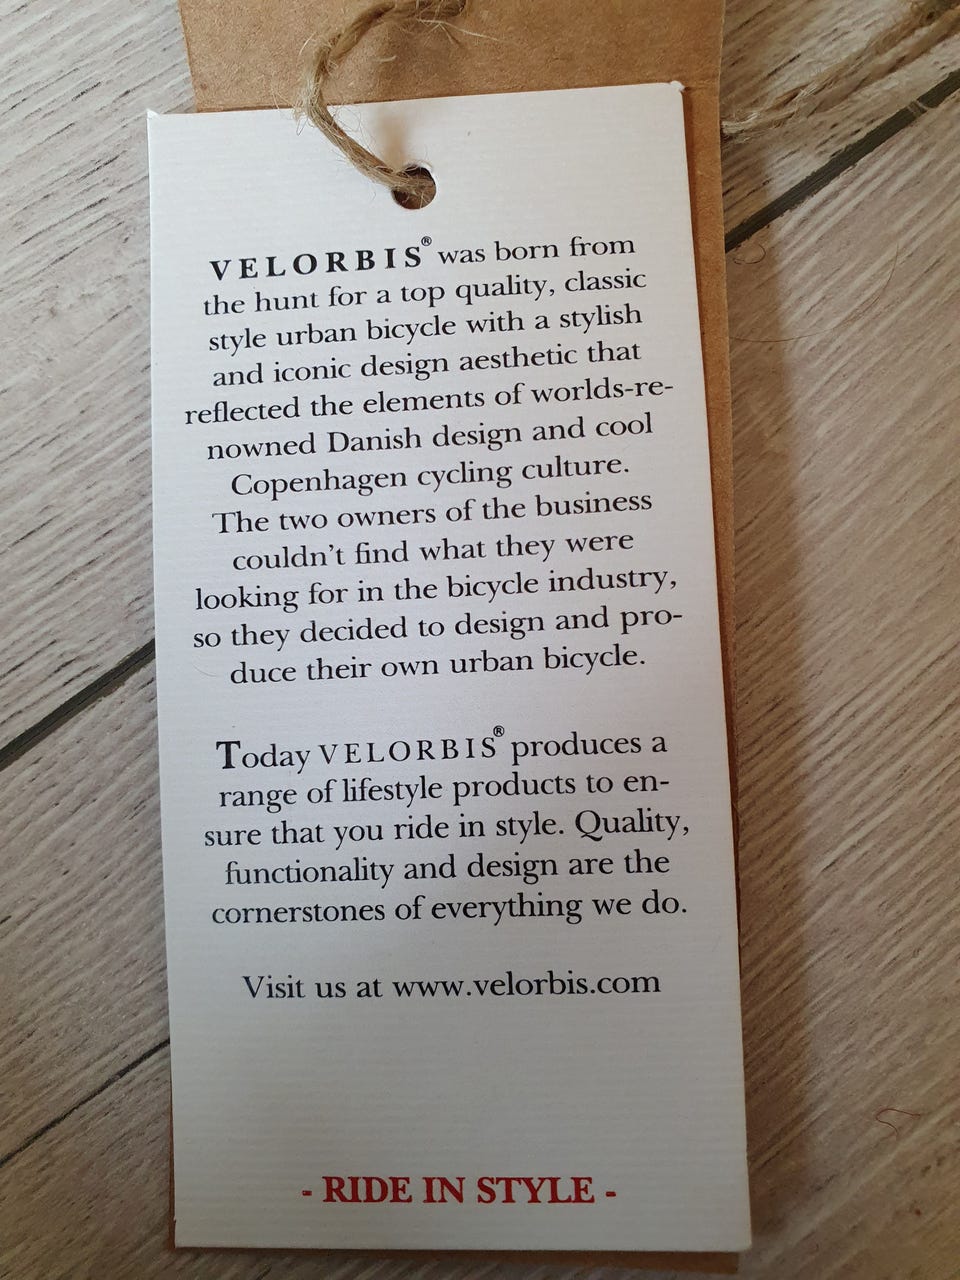 VELORBIS® was born from
the hunt for a top quality, classic
style urban bicycle with a stylish
and iconic design aesthetic that
reflected the elements of worlds-re-
nowned Danish design and cool
Copenhagen cycling culture.
The two owners of the business
couldn't find what they were
looking for in the bicycle industry,
so they decided to design and pro-
duce their own urban bicycle.
Today VELORBIS® produces a
range of lifestyle products to en-
sure that you ride in style. Quality,
functionality and design are the
cornerstones of everything we do.
Visit us at www.velorbis.com
- RIDE IN STYLE -